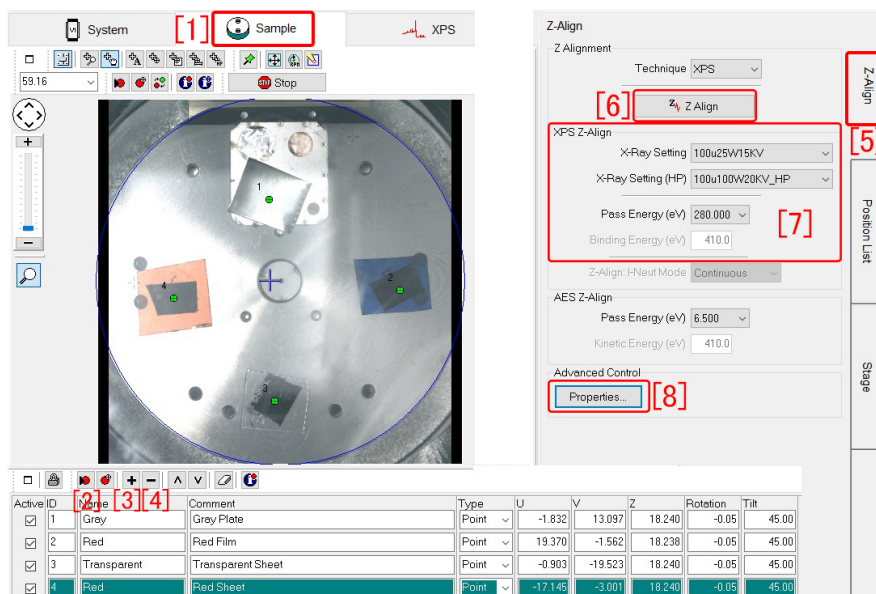 System
[1]
Sample
XPS
59.16
Stop
1
2
3
4
Z-Align
Z Alignment
Technique XPS
[6]
Z Align
XPS Z-Align
X-Ray Setting 100u25W15KV
X-Ray Setting (HP) 100u100W20KV_HP
Pass Energy (eV) 280.000
[7]
Binding Energy (eV) 410.0
Z-Align: I-Neut Mode Continuous
AES Z-Align
Pass Energy (eV) 6.500
Kinetic Energy (eV) 410.0
Advanced Control
Properties...
[8]
Z-Align
[5]
Position List
Stage
[2] [3] [4]
Active ID Name Comment Type U V Z Rotation Tilt
1 Gray Gray Plate Point -1.832 13.097 18.240 -0.05 45.00
2 Red Red Film Point 19.370 -1.562 18.238 -0.05 45.00
3 Transparent Transparent Sheet Point -0.903 -19.523 18.240 -0.05 45.00
4 Red Red Sheet Point -17.145 -3.001 18.240 -0.05 45.00